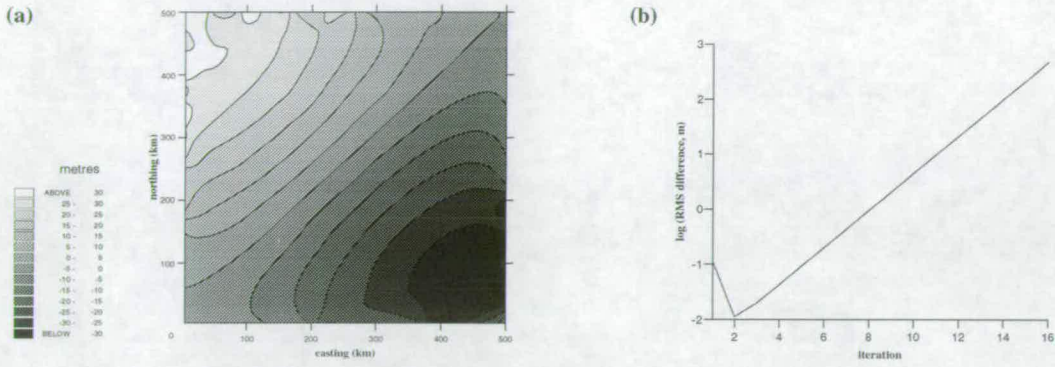 (a)
500
400
300
200
100
0
northing (km)
100
200
300
400
500
easting (km)
metres
ABOVE 30
25 - 30
20 - 25
15 - 20
10 - 15
5 - 10
0 - 5
-5 - 0
-10 - -5
-15 - -10
-20 - -15
-25 - -20
-30 - -25
BELOW -30
(b)
3
2
1
0
-1
-2
log (RMS difference, m)
2
4
6
8
10
12
14
16
iteration